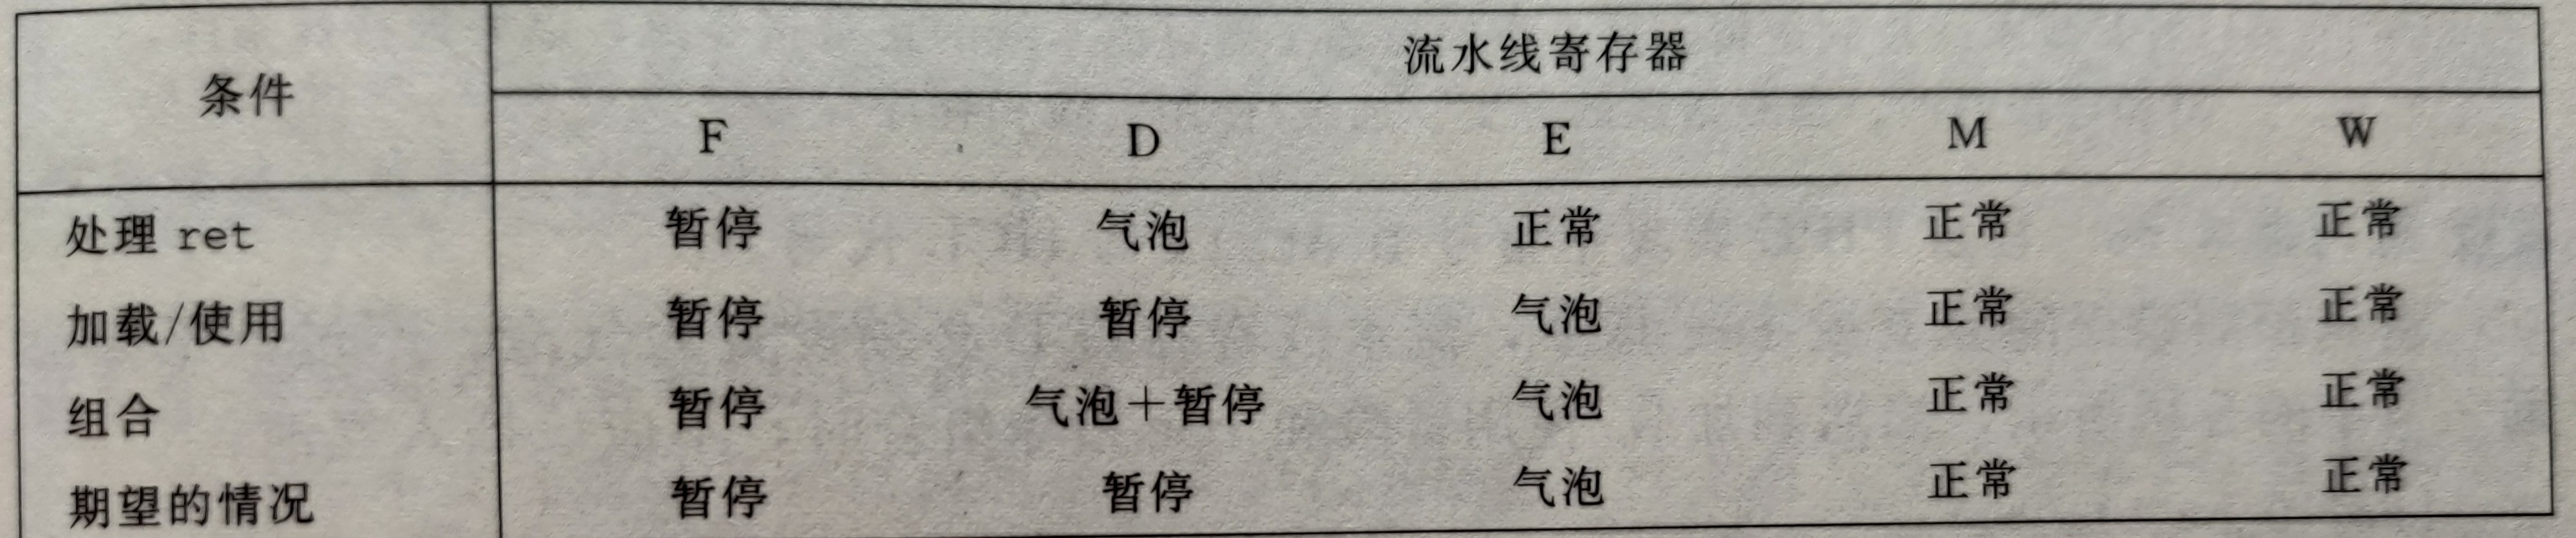 条件 流水线寄存器
F D E M W
处理 ret 暂停 气泡 正常 正常 正常
加载/使用 暂停 暂停 气泡 正常 正常
组合 暂停 气泡+暂停 气泡 正常 正常
期望的情况 暂停 暂停 气泡 正常 正常